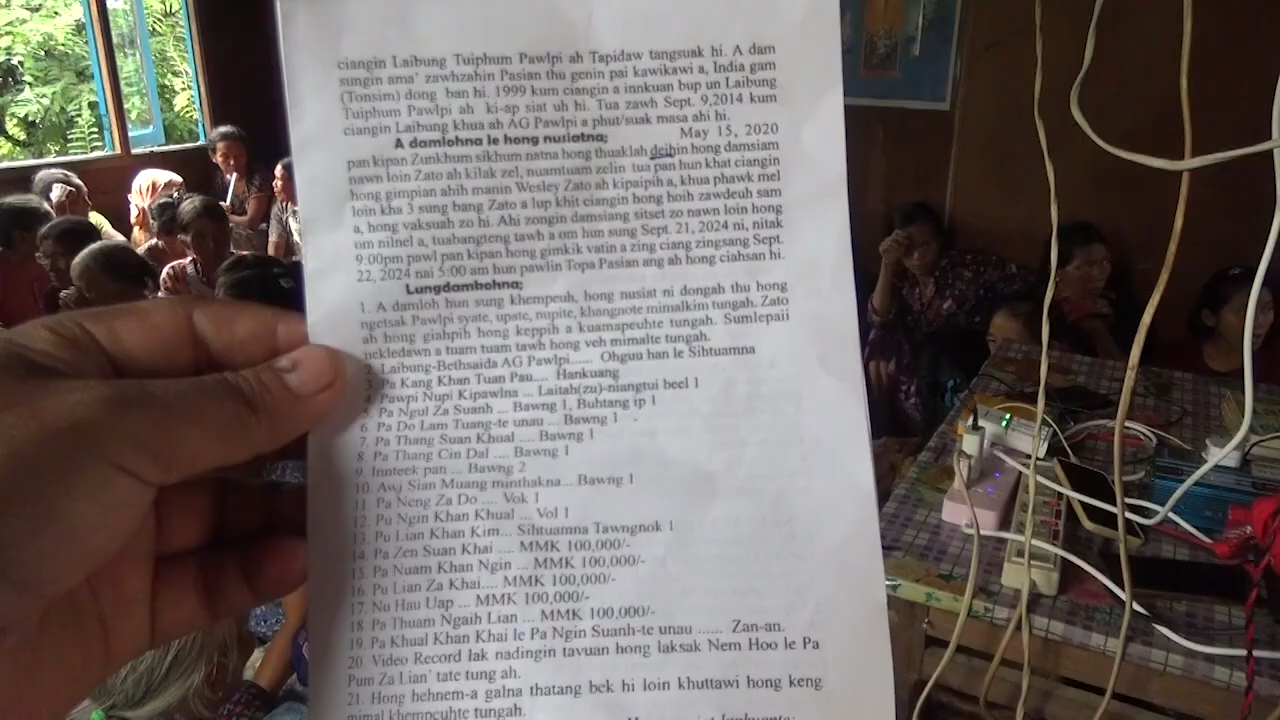 ciangin Laibung Tuiphum Pawlpi ah Tapidaw tangsuak hi. A dam
sungin ama' zawhzahin Pasian thu genin pai kawikawi a, India gam
(Tonsim) dong ban hi. 1999 kum ciangin a innkuan bup un Laibung
Tuiphum Pawlpi ah ki-ap siat uh hi. Tua zawh Sept. 9,2014 kum
ciangin Laibung khua ah AG Pawlpi a phut/suak masa ahi hi.
A damlohna le hong nusiatna; May 15, 2020
pan kipan Zunkhum sikhum natna hong thuaklah deihin hong damsiam
nawn loin Zato ah kilak zel, nuamtuam zelin tua pan hun khat ciangin
hong gimpian ahih manin Wesley Zato ah kipaipih a, khua phawk mel
loin kha 3 sung bang Zato a lup khit ciangin hong hoih zawdeuh sam
a, hong vaksuah zo hi. Ahi zongin damsiang sitset zo nawn loin hong
om nilnel a, tuabangteng tawh a om hun sung Sept. 21, 2024 ni, nitak
9:00pm pawl pan kipan hong gimkik vatin a zing ciang zingsang Sept.
22, 2024 nai 5:00 am hun pawlin Topa Pasian ang ah hong ciahsan hi.
Lungdambohna;
1. A damloh hun sung khempeuh, hong nusiat ni dongah thu hong
ngetsak Pawlpi syate, upate, nupite, khangnote mimalkim tungah. Zato
ah hong giahpih hong keppih a kuamapeuhte tungah. Sumlepaii
nekledawn a tuam tuam tawh hong veh mimalte tungah.
2. Laibung-Bethsaida AG Pawlpi...... Ohguu han le Sihtuamna
3. Pa Kang Khan Tuan Pau.... Hankuang
4. Pawpi Nupi Kipawlna ... Laitah(zu)-niangtui beel 1
5. Pa Ngul Za Suanh ... Bawng 1, Buhtang ip 1
6. Pa Do Lam Tuang-te unau ... Bawng 1
7. Pa Thang Suan Khual .... Bawng 1
8. Pa Thang Cin Dal .... Bawng 1
9. Innteek pan ... Bawng 2
10. Awi Sian Muang minthakna... Bawng 1
11 Pa Neng Za Do .... Vok 1
12. Pu Ngin Khan Khual ... Vol 1
13. Pu Lian Khan Kim... Sihtuamna Tawngnok 1
14. Pa Zen Suan Khai .... MMK 100,000/-
15. Pa Nuam Khan Ngin ... MMK 100,000/-
16. Pu Lian Za Khai.... MMK 100,000/-
17. Nu Hau Uap ... MMK 100,000/-
18 Pa Thuam Ngaih Lian ... MMK 100,000/-
19. Pa Khual Khan Khai le Pa Ngin Suanh-te unau ...... Zan-an.
20 Video Record lak nadingin tavuan hong laksak Nem Hoo le Pa
Pum Za Lian' tate tung ah.
21. Hong hehnem-a galna thatang bek hi loin khuttawi hong keng
mimal khempeuhte tungah.